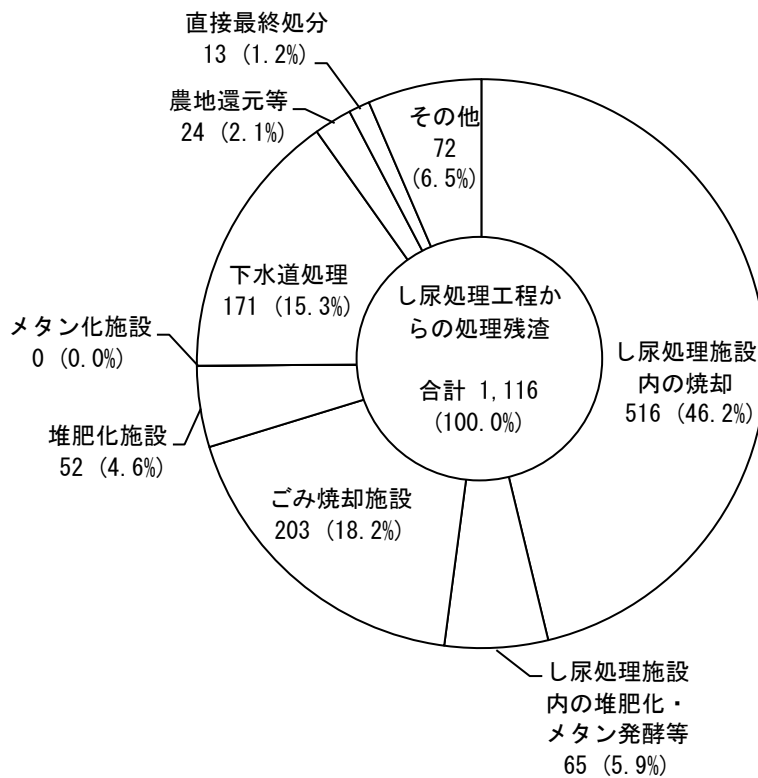 直接最終処分
13 (1.2%)
農地還元等
24 (2.1%)
その他
72
(6.5%)
下水道処理
171 (15.3%)
メタン化施設
0 (0.0%)
堆肥化施設
52 (4.6%)
ごみ焼却施設
203 (18.2%)
し尿処理工程か
らの処理残渣
合計 1,116
(100.0%)
し尿処理施設
内の焼却
516 (46.2%)
し尿処理施設
内の堆肥化・
メタン発酵等
65 (5.9%)